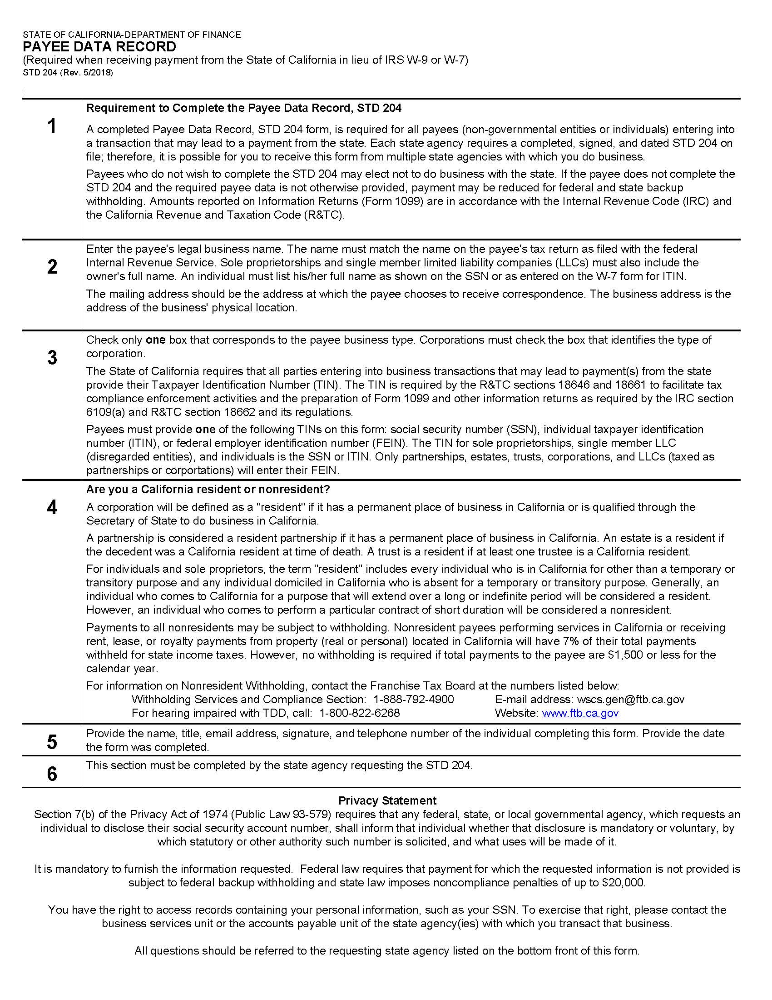 STATE OF CALIFORNIA-DEPARTMENT OF FINANCE
PAYEE DATA RECORD
(Required when receiving payment from the State of California in lieu of IRS W-9 or W-7)
STD 204 (Rev. 5/2018)
1
Requirement to Complete the Payee Data Record, STD 204
A completed Payee Data Record, STD 204 form, is required for all payees (non-governmental entities or individuals) entering into
a transaction that may lead to a payment from the state. Each state agency requires a completed, signed, and dated STD 204 on
file; therefore, it is possible for you to receive this form from multiple state agencies with which you do business.
Payees who do not wish to complete the STD 204 may elect not to do business with the state. If the payee does not complete the
STD 204 and the required payee data is not otherwise provided, payment may be reduced for federal and state backup
withholding. Amounts reported on Information Returns (Form 1099) are in accordance with the Internal Revenue Code (IRC) and
the California Revenue and Taxation Code (R&TC).
2
Enter the payee's legal business name. The name must match the name on the payee's tax return as filed with the federal
Internal Revenue Service. Sole proprietorships and single member limited liability companies (LLCs) must also include the
owner's full name. An individual must list his/her full name as shown on the SSN or as entered on the W-7 form for ITIN.
The mailing address should be the address at which the payee chooses to receive correspondence. The business address is the
address of the business' physical location.
3
Check only one box that corresponds to the payee business type. Corporations must check the box that identifies the type of
corporation.
The State of California requires that all parties entering into business transactions that may lead to payment(s) from the state
provide their Taxpayer Identification Number (TIN). The TIN is required by the R&TC sections 18646 and 18661 to facilitate tax
compliance enforcement activities and the preparation of Form 1099 and other information returns as required by the IRC section
6109(a) and R&TC section 18662 and its regulations.
Payees must provide one of the following TINs on this form: social security number (SSN), individual taxpayer identification
number (ITIN), or federal employer identification number (FEIN). The TIN for sole proprietorships, single member LLC
(disregarded entities), and individuals is the SSN or ITIN. Only partnerships, estates, trusts, corporations, and LLCs (taxed as
partnerships or corportations) will enter their FEIN.
4
Are you a California resident or nonresident?
A corporation will be defined as a "resident" if it has a permanent place of business in California or is qualified through the
Secretary of State to do business in California.
A partnership is considered a resident partnership if it has a permanent place of business in California. An estate is a resident if
the decedent was a California resident at time of death. A trust is a resident if at least one trustee is a California resident.
For individuals and sole proprietors, the term "resident" includes every individual who is in California for other than a temporary or
transitory purpose and any individual domiciled in California who is absent for a temporary or transitory purpose. Generally, an
individual who comes to California for a purpose that will extend over a long or indefinite period will be considered a resident.
However, an individual who comes to perform a particular contract of short duration will be considered a nonresident.
Payments to all nonresidents may be subject to withholding. Nonresident payees performing services in California or receiving
rent, lease, or royalty payments from property (real or personal) located in California will have 7% of their total payments
withheld for state income taxes. However, no withholding is required if total payments to the payee are $1,500 or less for the
calendar year.
For information on Nonresident Withholding, contact the Franchise Tax Board at the numbers listed below:
Withholding Services and Compliance Section: 1-888-792-4900 E-mail address: wscs.gen@ftb.ca.gov
For hearing impaired with TDD, call: 1-800-822-6268 Website: www.ftb.ca.gov
5
Provide the name, title, email address, signature, and telephone number of the individual completing this form. Provide the date
the form was completed.
6
This section must be completed by the state agency requesting the STD 204.
Privacy Statement
Section 7(b) of the Privacy Act of 1974 (Public Law 93-579) requires that any federal, state, or local governmental agency, which requests an
individual to disclose their social security account number, shall inform that individual whether that disclosure is mandatory or voluntary, by
which statutory or other authority such number is solicited, and what uses will be made of it.
It is mandatory to furnish the information requested. Federal law requires that payment for which the requested information is not provided is
subject to federal backup withholding and state law imposes noncompliance penalties of up to $20,000.
You have the right to access records containing your personal information, such as your SSN. To exercise that right, please contact the
business services unit or the accounts payable unit of the state agency(ies) with which you transact that business.
All questions should be referred to the requesting state agency listed on the bottom front of this form.